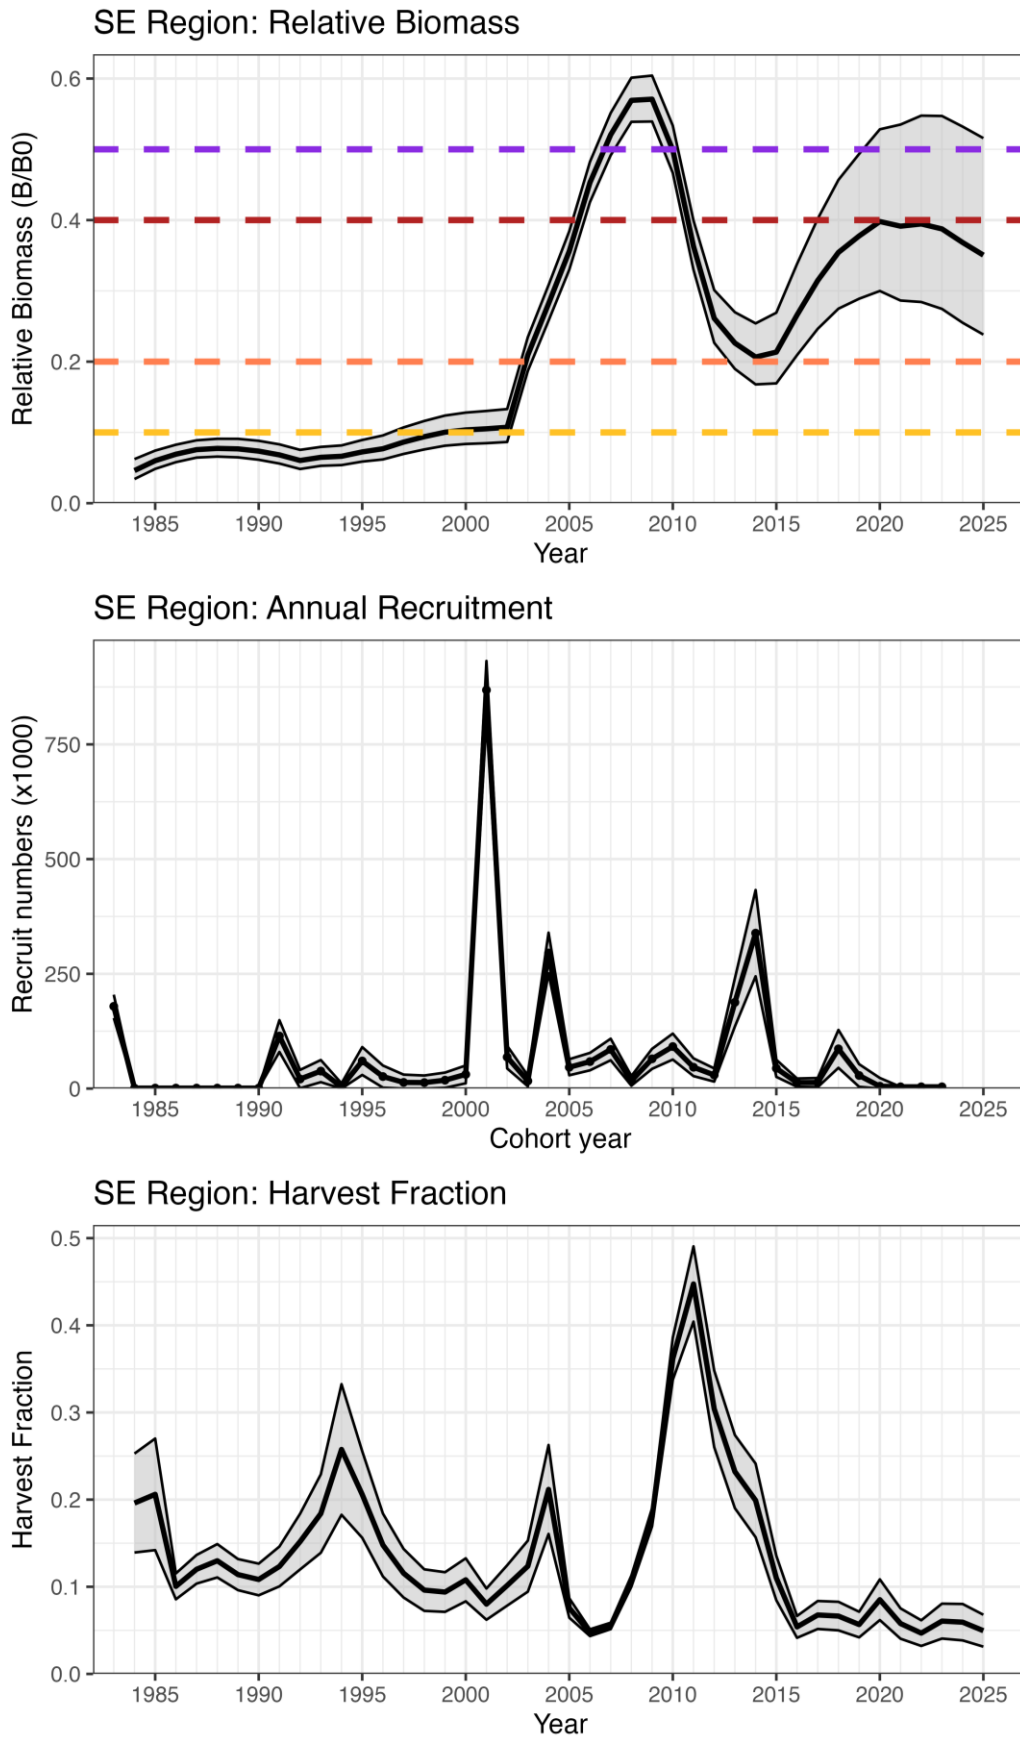 SE Region: Relative Biomass
Relative Biomass (B/B0)
0.6
0.4
0.2
0.0
1985 1990 1995 2000 2005 2010 2015 2020 2025
Year
SE Region: Annual Recruitment
Recruit numbers (x1000)
750
500
250
0
1985 1990 1995 2000 2005 2010 2015 2020 2025
Cohort year
SE Region: Harvest Fraction
Harvest Fraction
0.5
0.4
0.3
0.2
0.1
0.0
1985 1990 1995 2000 2005 2010 2015 2020 2025
Year